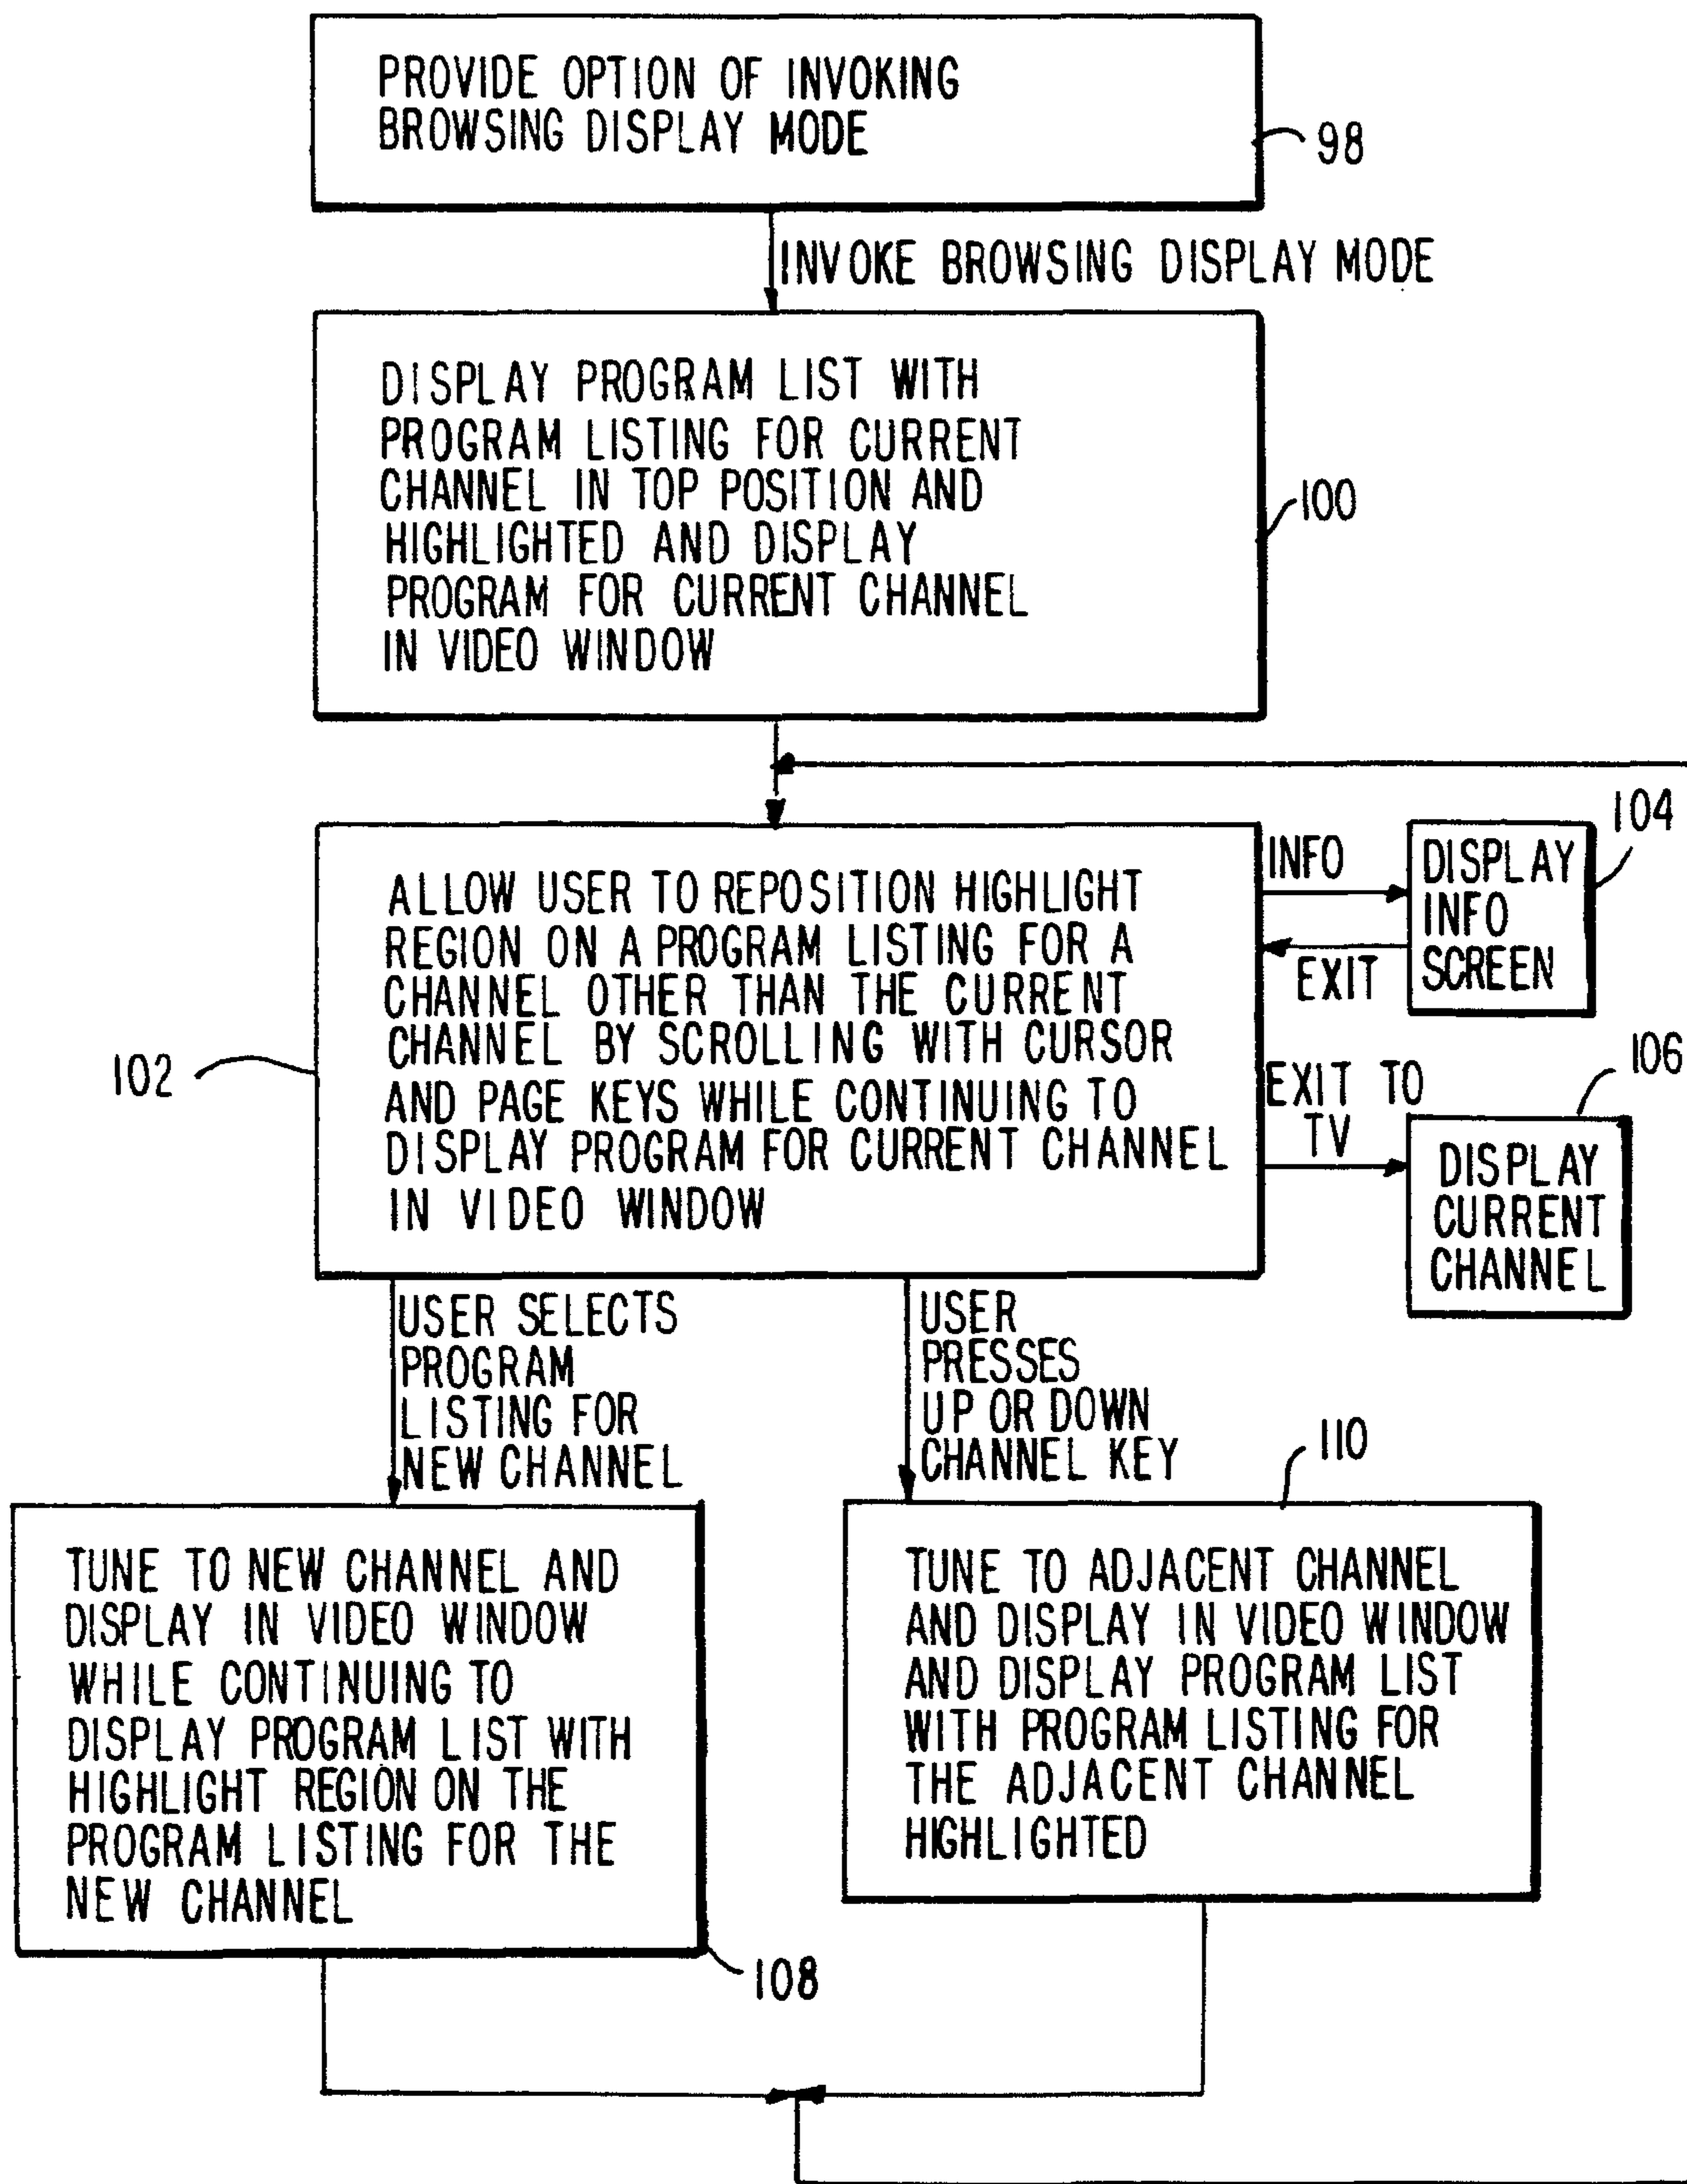 PROVIDE OPTION OF INVOKING
BROWSING DISPLAY MODE
98
INVOKE BROWSING DISPLAY MODE
DISPLAY PROGRAM LIST WITH
PROGRAM LISTING FOR CURRENT
CHANNEL IN TOP POSITION AND
HIGHLIGHTED AND DISPLAY
PROGRAM FOR CURRENT CHANNEL
IN VIDEO WINDOW
100
ALLOW USER TO REPOSITION HIGHLIGHT
REGION ON A PROGRAM LISTING FOR A
CHANNEL OTHER THAN THE CURRENT
CHANNEL BY SCROLLING WITH CURSOR
AND PAGE KEYS WHILE CONTINUING TO
DISPLAY PROGRAM FOR CURRENT CHANNEL
IN VIDEO WINDOW
102
INFO
EXIT
DISPLAY
INFO
SCREEN
104
EXIT TO
TV
DISPLAY
CURRENT
CHANNEL
106
USER SELECTS
PROGRAM
LISTING FOR
NEW CHANNEL
USER
PRESSES
UP OR DOWN
CHANNEL KEY
TUNE TO NEW CHANNEL AND
DISPLAY IN VIDEO WINDOW
WHILE CONTINUING TO
DISPLAY PROGRAM LIST WITH
HIGHLIGHT REGION ON THE
PROGRAM LISTING FOR THE
NEW CHANNEL
108
110
TUNE TO ADJACENT CHANNEL
AND DISPLAY IN VIDEO WINDOW
AND DISPLAY PROGRAM LIST
WITH PROGRAM LISTING FOR
THE ADJACENT CHANNEL
HIGHLIGHTED